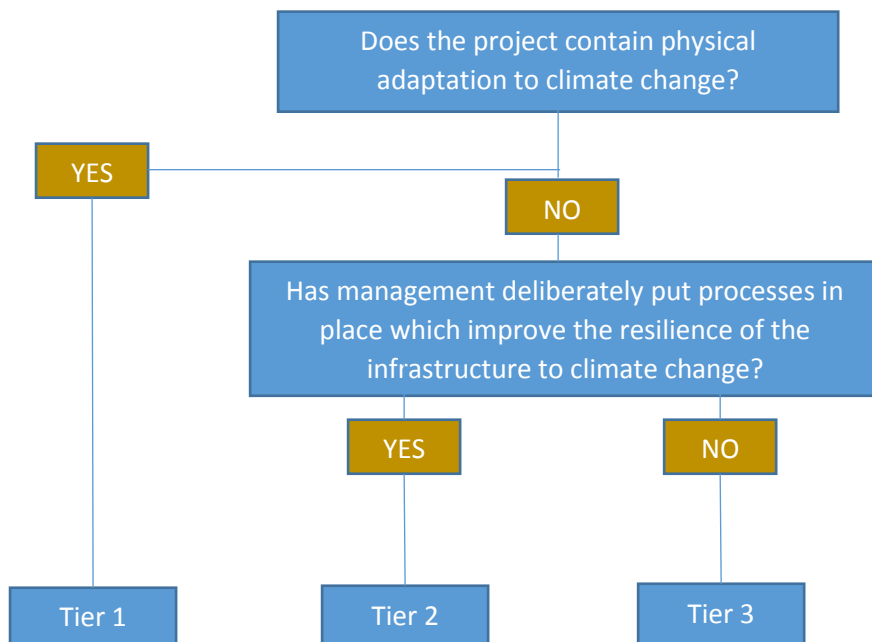 Does the project contain physical
adaptation to climate change?
YES
NO
Has management deliberately put processes in
place which improve the resilience of the
infrastructure to climate change?
YES
NO
Tier 1
Tier 2
Tier 3